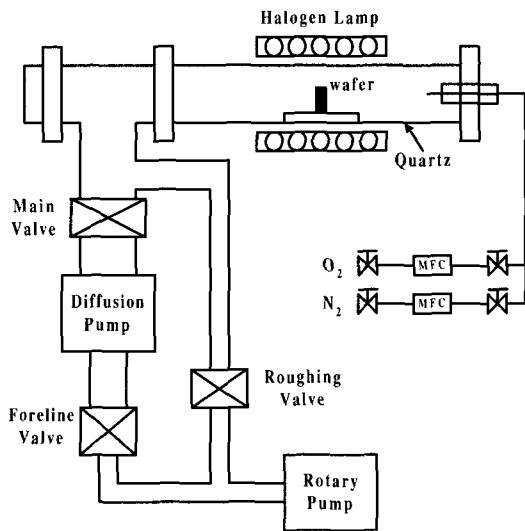 Halogen Lamp
wafer
Quartz
Main
Valve
O2 MFC
N2 MFC
Diffusion
Pump
Roughing
Valve
Foreline
Valve
Rotary
Pump